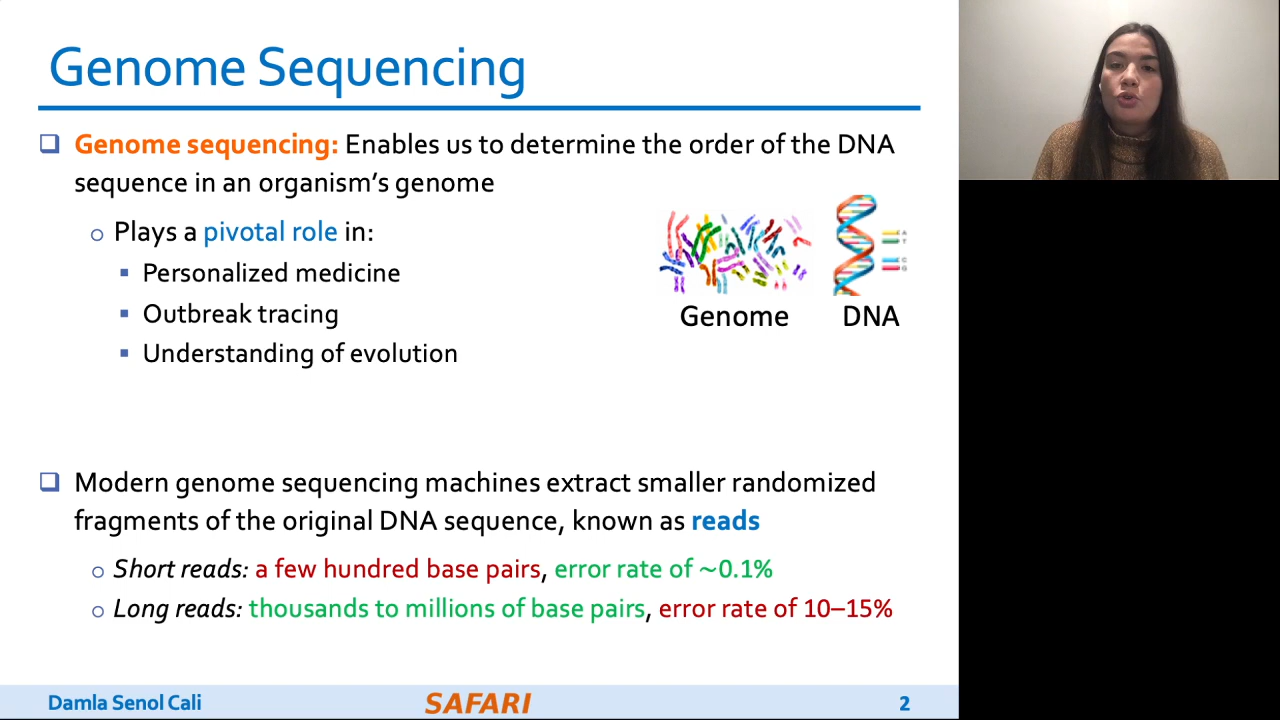 Genome Sequencing
❑ Genome sequencing: Enables us to determine the order of the DNA
sequence in an organism's genome
o Plays a pivotal role in:
▪ Personalized medicine
▪ Outbreak tracing
▪ Understanding of evolution
A
T
C
G
Genome
DNA
❑ Modern genome sequencing machines extract smaller randomized
fragments of the original DNA sequence, known as reads
o Short reads: a few hundred base pairs, error rate of ~0.1%
o Long reads: thousands to millions of base pairs, error rate of 10–15%
Damla Senol Cali
SAFARI
2